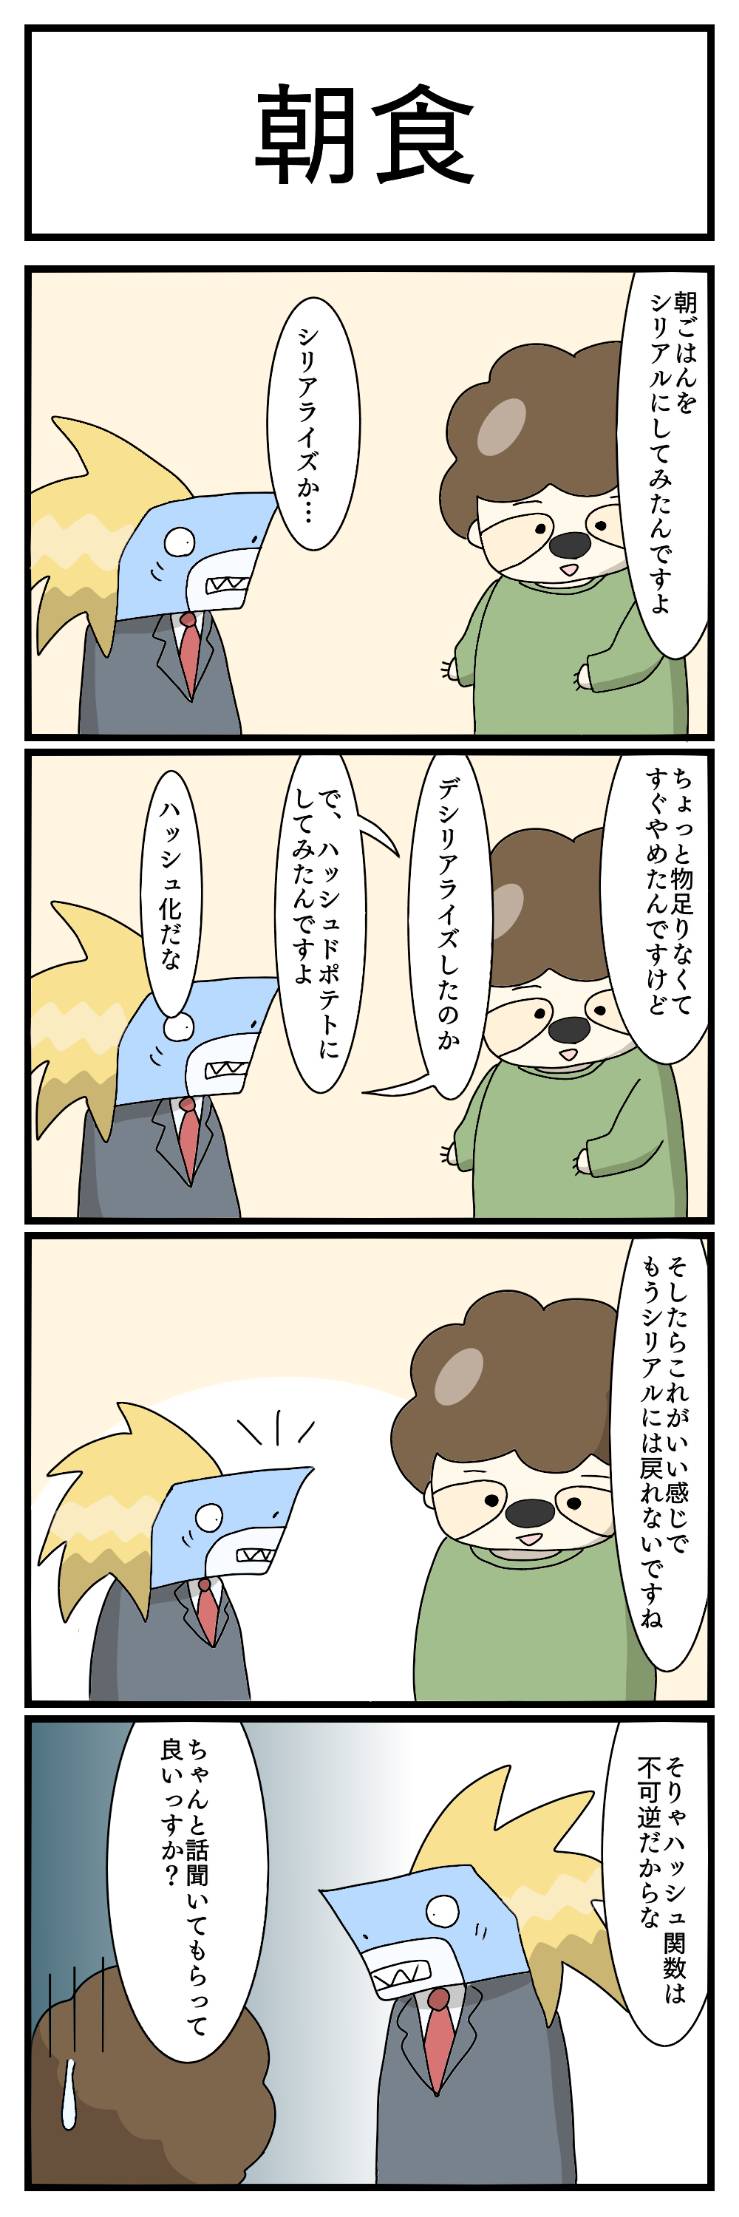 朝食
朝ごはんを
シリアルにしてみたんですよ
シリアライズか…
ちょっと物足りなくて
すぐやめたんですけど
デシリアライズしたのか
で、ハッシュドポテトに
してみたんですよ
ハッシュ化だな
そしたらこれがいい感じで
もうシリアルには戻れないですね
そりゃハッシュ関数は
不可逆だからな
ちゃんと話聞いてもらって
良いっすか？